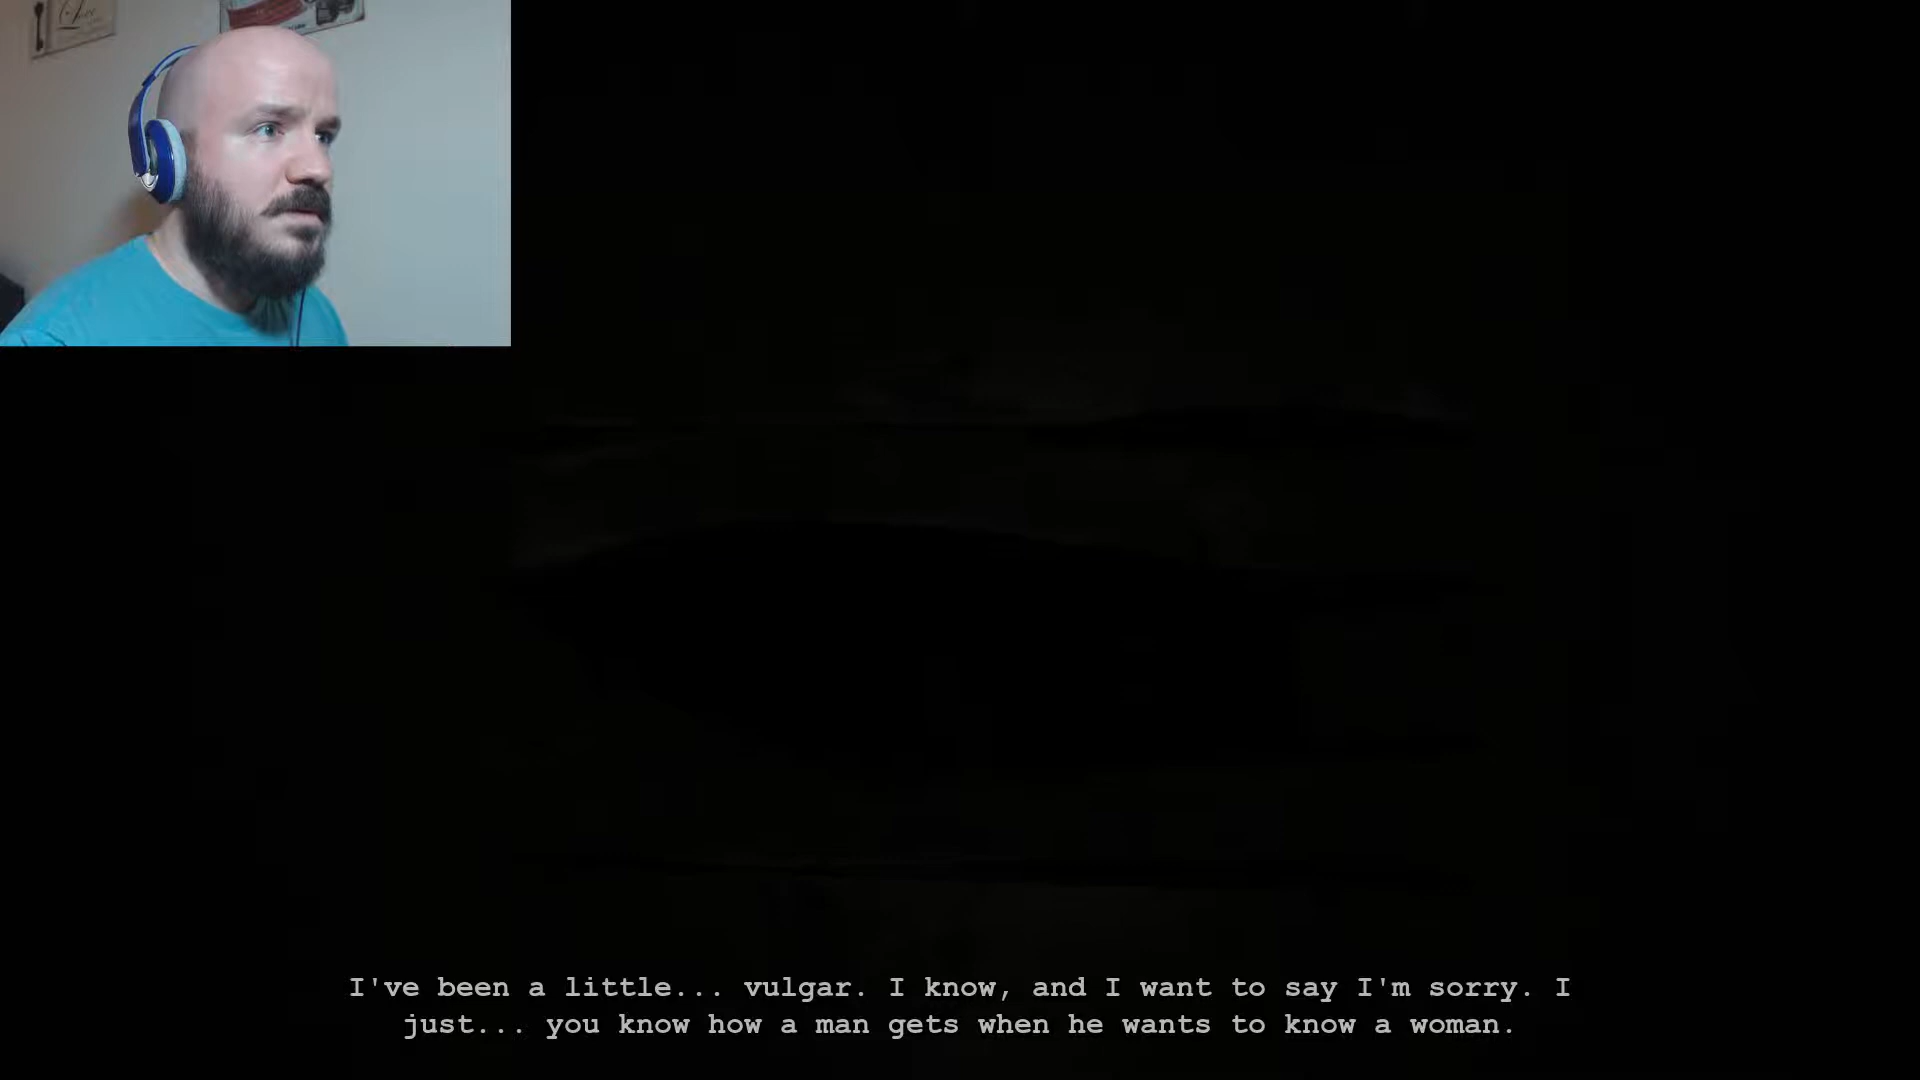 Love
I've been a little... vulgar. I know, and I want to say I'm sorry. I
just... you know how a man gets when he wants to know a woman.